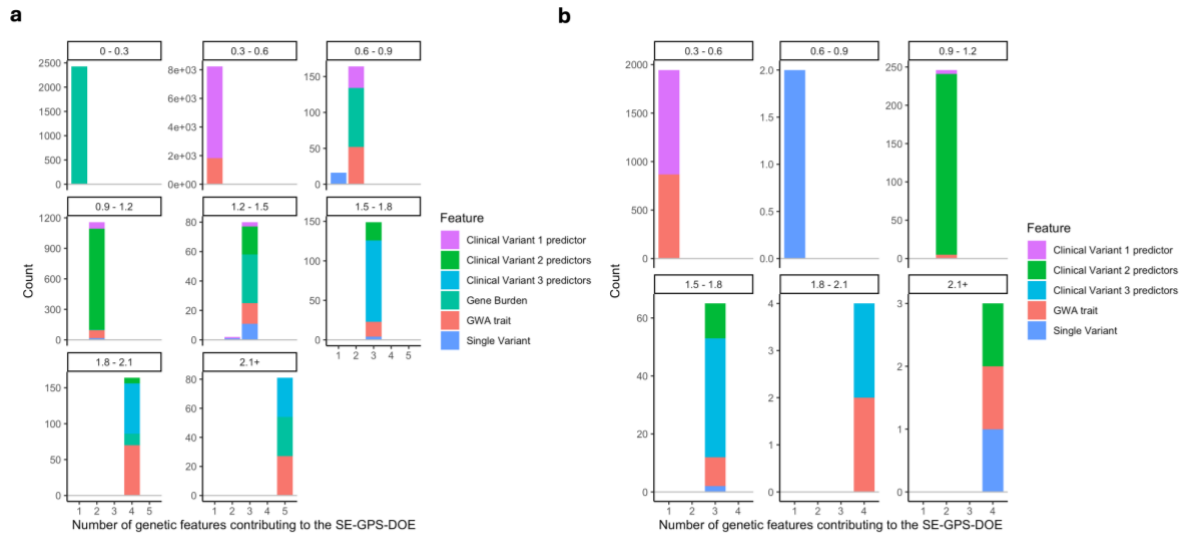 a
0 - 0.3
0.3 - 0.6
0.6 - 0.9
2500
2000
1500
1000
500
0
8e+03
6e+03
4e+03
2e+03
0e+00
150
100
50
0
0.9 - 1.2
1.2 - 1.5
1.5 - 1.8
1200
900
600
300
0
80
60
40
20
0
150
100
50
0
1 2 3 4 5
1.8 - 2.1
2.1+
150
100
50
0
80
60
40
20
0
1 2 3 4 5
1 2 3 4 5
Count
Number of genetic features contributing to the SE-GPS-DOE
Feature
Clinical Variant 1 predictor
Clinical Variant 2 predictors
Clinical Variant 3 predictors
Gene Burden
GWA trait
Single Variant
b
0.3 - 0.6
0.6 - 0.9
0.9 - 1.2
2000
1500
1000
500
0
2.0
1.5
1.0
0.5
0.0
250
200
150
100
50
0
1.5 - 1.8
1.8 - 2.1
2.1+
60
40
20
0
4
3
2
1
0
3
2
1
0
1 2 3 4
1 2 3 4
1 2 3 4
Count
Number of genetic features contributing to the SE-GPS-DOE
Feature
Clinical Variant 1 predictor
Clinical Variant 2 predictors
Clinical Variant 3 predictors
GWA trait
Single Variant